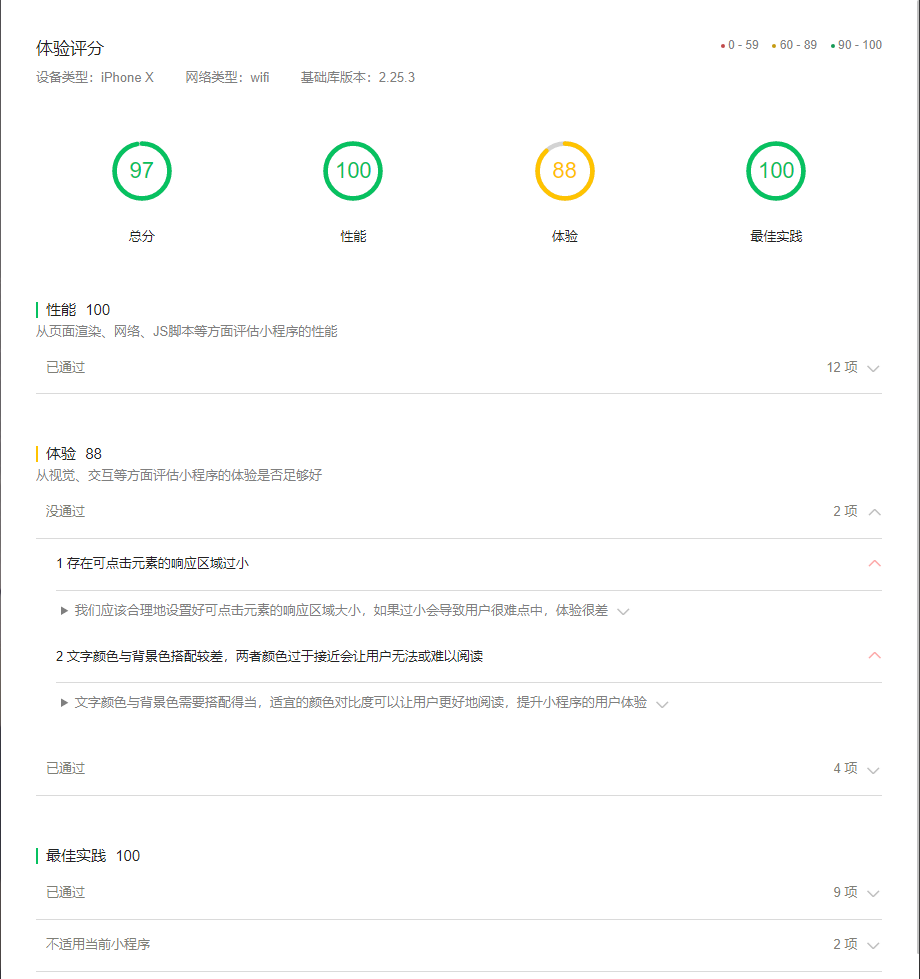 体验评分
0 - 59 60 - 89 90 - 100
设备类型：iPhone X 网络类型：wifi 基础库版本：2.25.3
97 100 88 100
总分 性能 体验 最佳实践
性能 100
从页面渲染、网络、JS脚本等方面评估小程序的性能
已通过 12 项
体验 88
从视觉、交互等方面评估小程序的体验是否足够好
没通过 2 项
1 存在可点击元素的响应区域过小
我们应该合理地设置好可点击元素的响应区域大小，如果过小会导致用户很难点中，体验很差
2 文字颜色与背景色搭配较差，两者颜色过于接近会让用户无法或难以阅读
文字颜色与背景色需要搭配得当，适宜的颜色对比度可以让用户更好地阅读，提升小程序的用户体验
已通过 4 项
最佳实践 100
已通过 9 项
不适用当前小程序 2 项